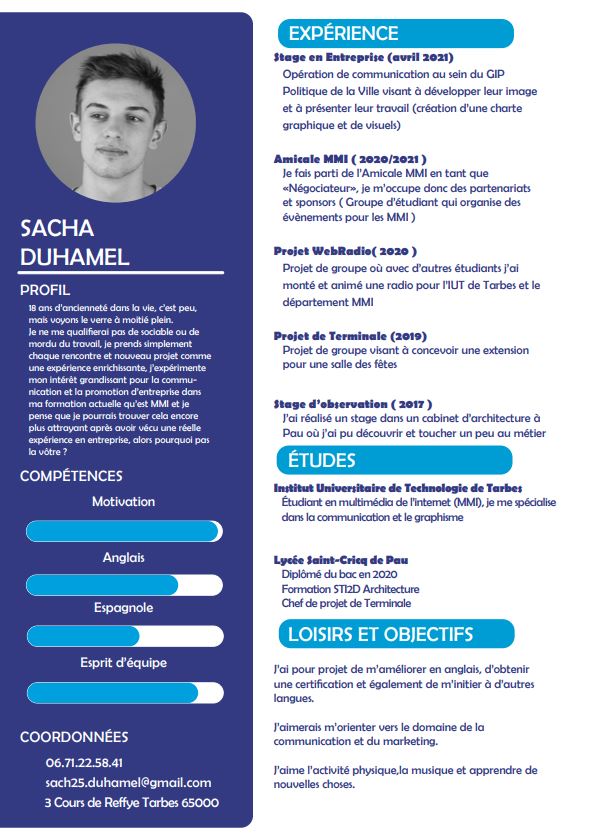 SACHA
DUHAMEL
PROFIL
18 ans d'ancienneté dans la vie, c'est peu,
mais voyons le verre à moitié plein.
Je ne me qualifierai pas de sociable ou de
mordu du travail, je prends simplement
chaque rencontre et nouveau projet comme
une expérience enrichissante, j'expérimente
mon intérêt grandissant pour la commu-
nication et la promotion d'entreprise dans
ma formation actuelle qu'est MMI et je
pense que je pourrais trouver cela encore
plus attrayant après avoir vécu une réelle
expérience en entreprise, alors pourquoi pas
la vôtre ?
COMPÉTENCES
Motivation
Anglais
Espagnole
Esprit d'équipe
COORDONNÉES
06.71.22.58.41
sach25.duhamel@gmail.com
3 Cours de Reffye Tarbes 65000
EXPÉRIENCE
Stage en Entreprise (avril 2021)
Opération de communication au sein du GIP
Politique de la Ville visant à développer leur image
et à présenter leur travail (création d'une charte
graphique et de visuels)
Amicale MMI ( 2020/2021 )
Je fais parti de l'Amicale MMI en tant que
«Négociateur», je m'occupe donc des partenariats
et sponsors ( Groupe d'étudiant qui organise des
évènements pour les MMI )
Projet WebRadio( 2020 )
Projet de groupe où avec d'autres étudiants j'ai
monté et animé une radio pour l'IUT de Tarbes et le
département MMI
Projet de Terminale (2019)
Projet de groupe visant à concevoir une extension
pour une salle des fêtes
Stage d'observation ( 2017 )
J'ai réalisé un stage dans un cabinet d'architecture à
Pau où j'ai pu découvrir et toucher un peu au métier
ÉTUDES
Institut Universitaire de Technologie de Tarbes
Étudiant en multimédia de l'internet (MMI), je me spécialise
dans la communication et le graphisme
Lycée Saint-Cricq de Pau
Diplômé du bac en 2020
Formation STI2D Architecture
Chef de projet de Terminale
LOISIRS ET OBJECTIFS
J'ai pour projet de m'améliorer en anglais, d'obtenir
une certification et également de m'initier à d'autres
langues.
J'aimerais m'orienter vers le domaine de la
communication et du marketing.
J'aime l'activité physique,la musique et apprendre de
nouvelles choses.